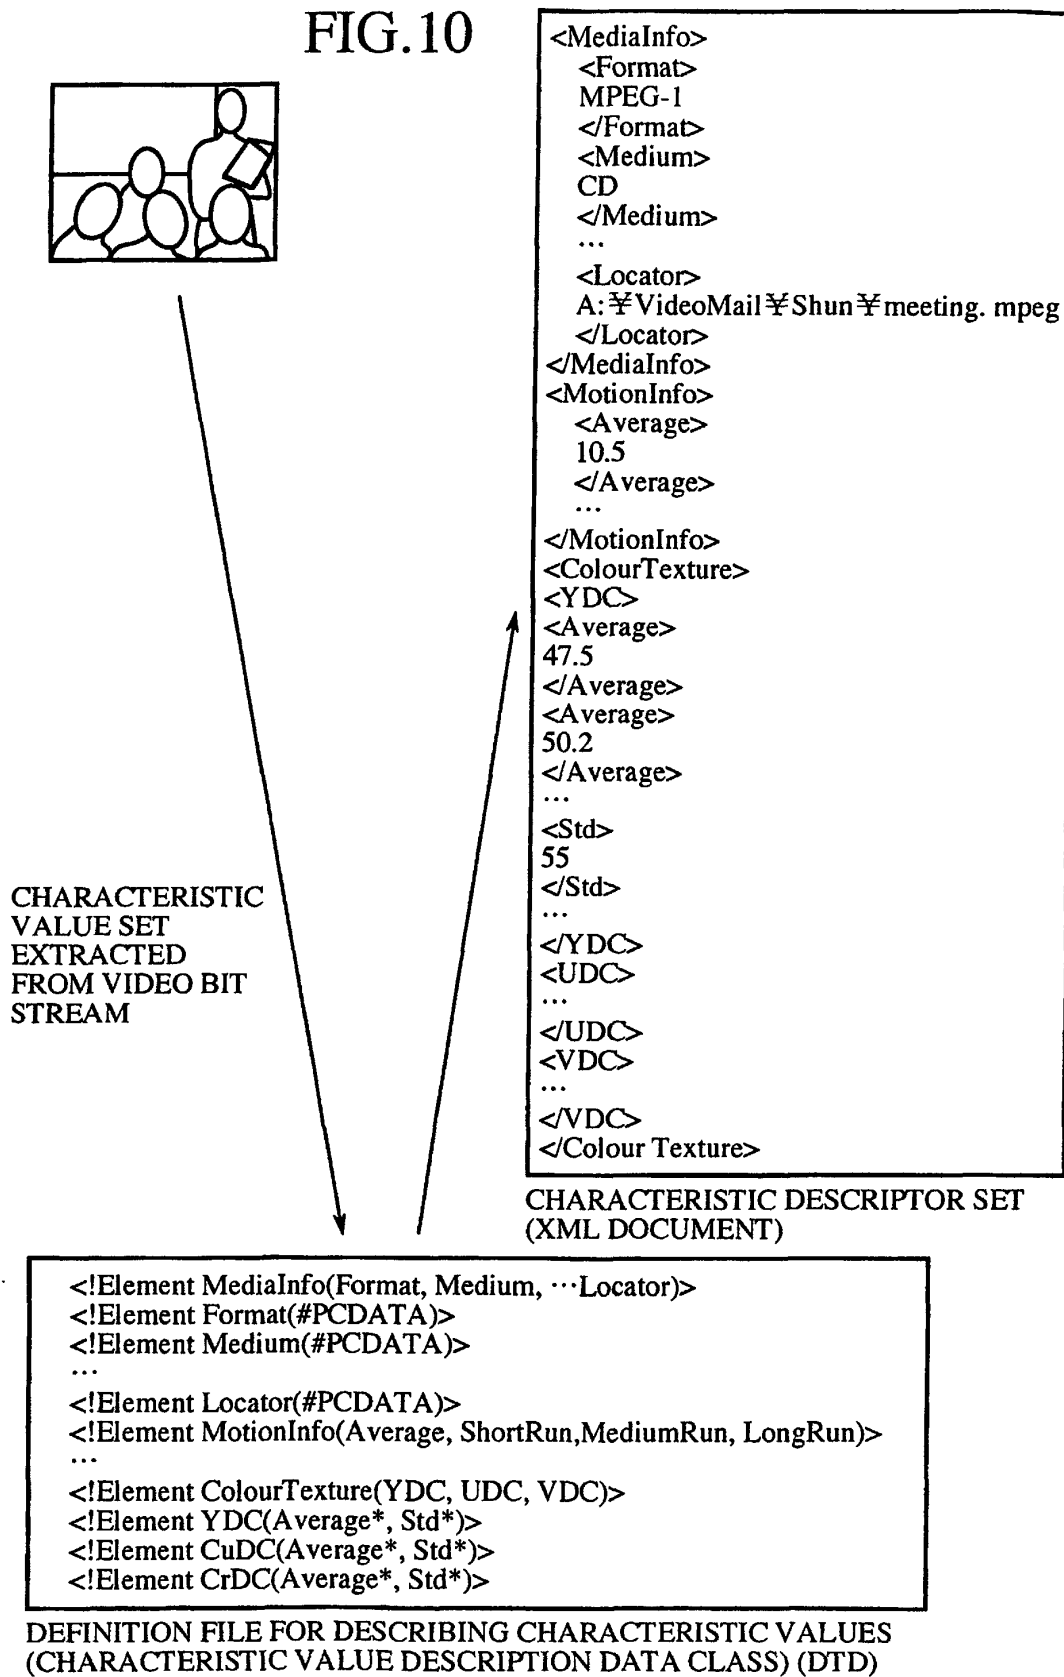 FIG.10
<MediaInfo>
<Format>
MPEG-1
</Format>
<Medium>
CD
</Medium>
...
<Locator>
A:¥VideoMail¥Shun¥meeting. mpeg
</Locator>
</MediaInfo>
<MotionInfo>
<Average>
10.5
</Average>
...
</MotionInfo>
<ColourTexture>
<YDC>
<Average>
47.5
</Average>
<Average>
50.2
</Average>
...
<Std>
55
</Std>
...
</YDC>
<UDC>
...
</UDC>
<VDC>
...
</VDC>
</Colour Texture>
CHARACTERISTIC DESCRIPTOR SET
(XML DOCUMENT)
CHARACTERISTIC
VALUE SET
EXTRACTED
FROM VIDEO BIT
STREAM
<!Element MediaInfo(Format, Medium, ···Locator)>
<!Element Format(#PCDATA)>
<!Element Medium(#PCDATA)>
...
<!Element Locator(#PCDATA)>
<!Element MotionInfo(Average, ShortRun,MediumRun, LongRun)>
...
<!Element ColourTexture(YDC, UDC, VDC)>
<!Element YDC(Average*, Std*)>
<!Element CuDC(Average*, Std*)>
<!Element CrDC(Average*, Std*)>
DEFINITION FILE FOR DESCRIBING CHARACTERISTIC VALUES
(CHARACTERISTIC VALUE DESCRIPTION DATA CLASS) (DTD)